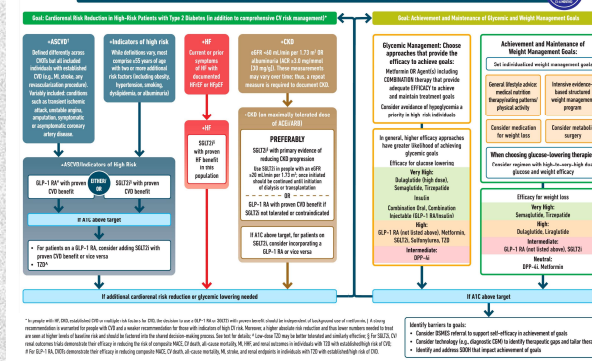 Goal: Cardiorenal Risk Reduction in High-Risk Patients with Type 2 Diabetes (in addition to comprehensive CV risk management)*
Goal: Achievement and Maintenance of Glycemic and Weight Management Goals
+ASCVD†
Defined differently across
CVOTs but all included
individuals with established
CVD (e.g., MI, stroke, any
revascularization procedure).
Variably included: conditions
such as transient ischemic
attack, unstable angina,
amputation, symptomatic
or asymptomatic coronary
artery disease.
+Indicators of high risk
While definitions vary, most
comprise ≥55 years of age
with two or more additional
risk factors (including obesity,
hypertension, smoking,
dyslipidemia, or albuminuria)
+HF
Current or prior
symptoms
of HF with
documented
HFrEF or HFpEF
+CKD
eGFR <60 mL/min per 1.73 m² OR
albuminuria (ACR ≥3.0 mg/mmol
[30 mg/g]). These measurements
may vary over time; thus, a repeat
measure is required to document CKD.
+ASCVD/Indicators of High Risk
GLP-1 RA# with proven
CVD benefit
EITHER/
OR
SGLT2i§ with proven
CVD benefit
If A1C above target
• For patients on a GLP-1 RA, consider adding SGLT2i with
proven CVD benefit or vice versa
• TZD^
+HF
SGLT2i§
with proven
HF benefit
in this
population
+CKD (on maximally tolerated dose
of ACEi/ARB)
PREFERABLY
SGLT2i§ with primary evidence of
reducing CKD progression
Use SGLT2i in people with an eGFR
≥20 mL/min per 1.73 m²; once initiated
should be continued until initiation
of dialysis or transplantation
OR
GLP-1 RA with proven CVD benefit if
SGLT2i not tolerated or contraindicated
If A1C above target, for patients on
SGLT2i, consider incorporating a
GLP-1 RA or vice versa
If additional cardiorenal risk reduction or glycemic lowering needed
Glycemic Management: Choose
approaches that provide the
efficacy to achieve goals:
Metformin OR Agent(s) including
COMBINATION therapy that provide
adequate EFFICACY to achieve
and maintain treatment goals
Consider avoidance of hypoglycemia a
priority in high-risk individuals
In general, higher efficacy approaches
have greater likelihood of achieving
glycemic goals
Efficacy for glucose lowering
Very High:
Dulaglutide (high dose),
Semaglutide, Tirzepatide
Insulin
Combination Oral, Combination
Injectable (GLP-1 RA/Insulin)
High:
GLP-1 RA (not listed above), Metformin,
SGLT2i, Sulfonylurea, TZD
Intermediate:
DPP-4i
Achievement and Maintenance of
Weight Management Goals:
Set individualized weight management goals
General lifestyle advice:
medical nutrition
therapy/eating patterns/
physical activity
Intensive evidence-
based structured
weight management
program
Consider medication
for weight loss
Consider metabolic
surgery
When choosing glucose-lowering therapies:
Consider regimen with high-to-very-high dual
glucose and weight efficacy
Efficacy for weight loss
Very High:
Semaglutide, Tirzepatide
High:
Dulaglutide, Liraglutide
Intermediate:
GLP-1 RA (not listed above), SGLT2i
Neutral:
DPP-4i, Metformin
If A1C above target
Identify barriers to goals:
• Consider DSMES referral to support self-efficacy in achievement of goals
• Consider technology (e.g., diagnostic CGM) to identify therapeutic gaps and tailor therapy
• Identify and address SDOH that impact achievement of goals